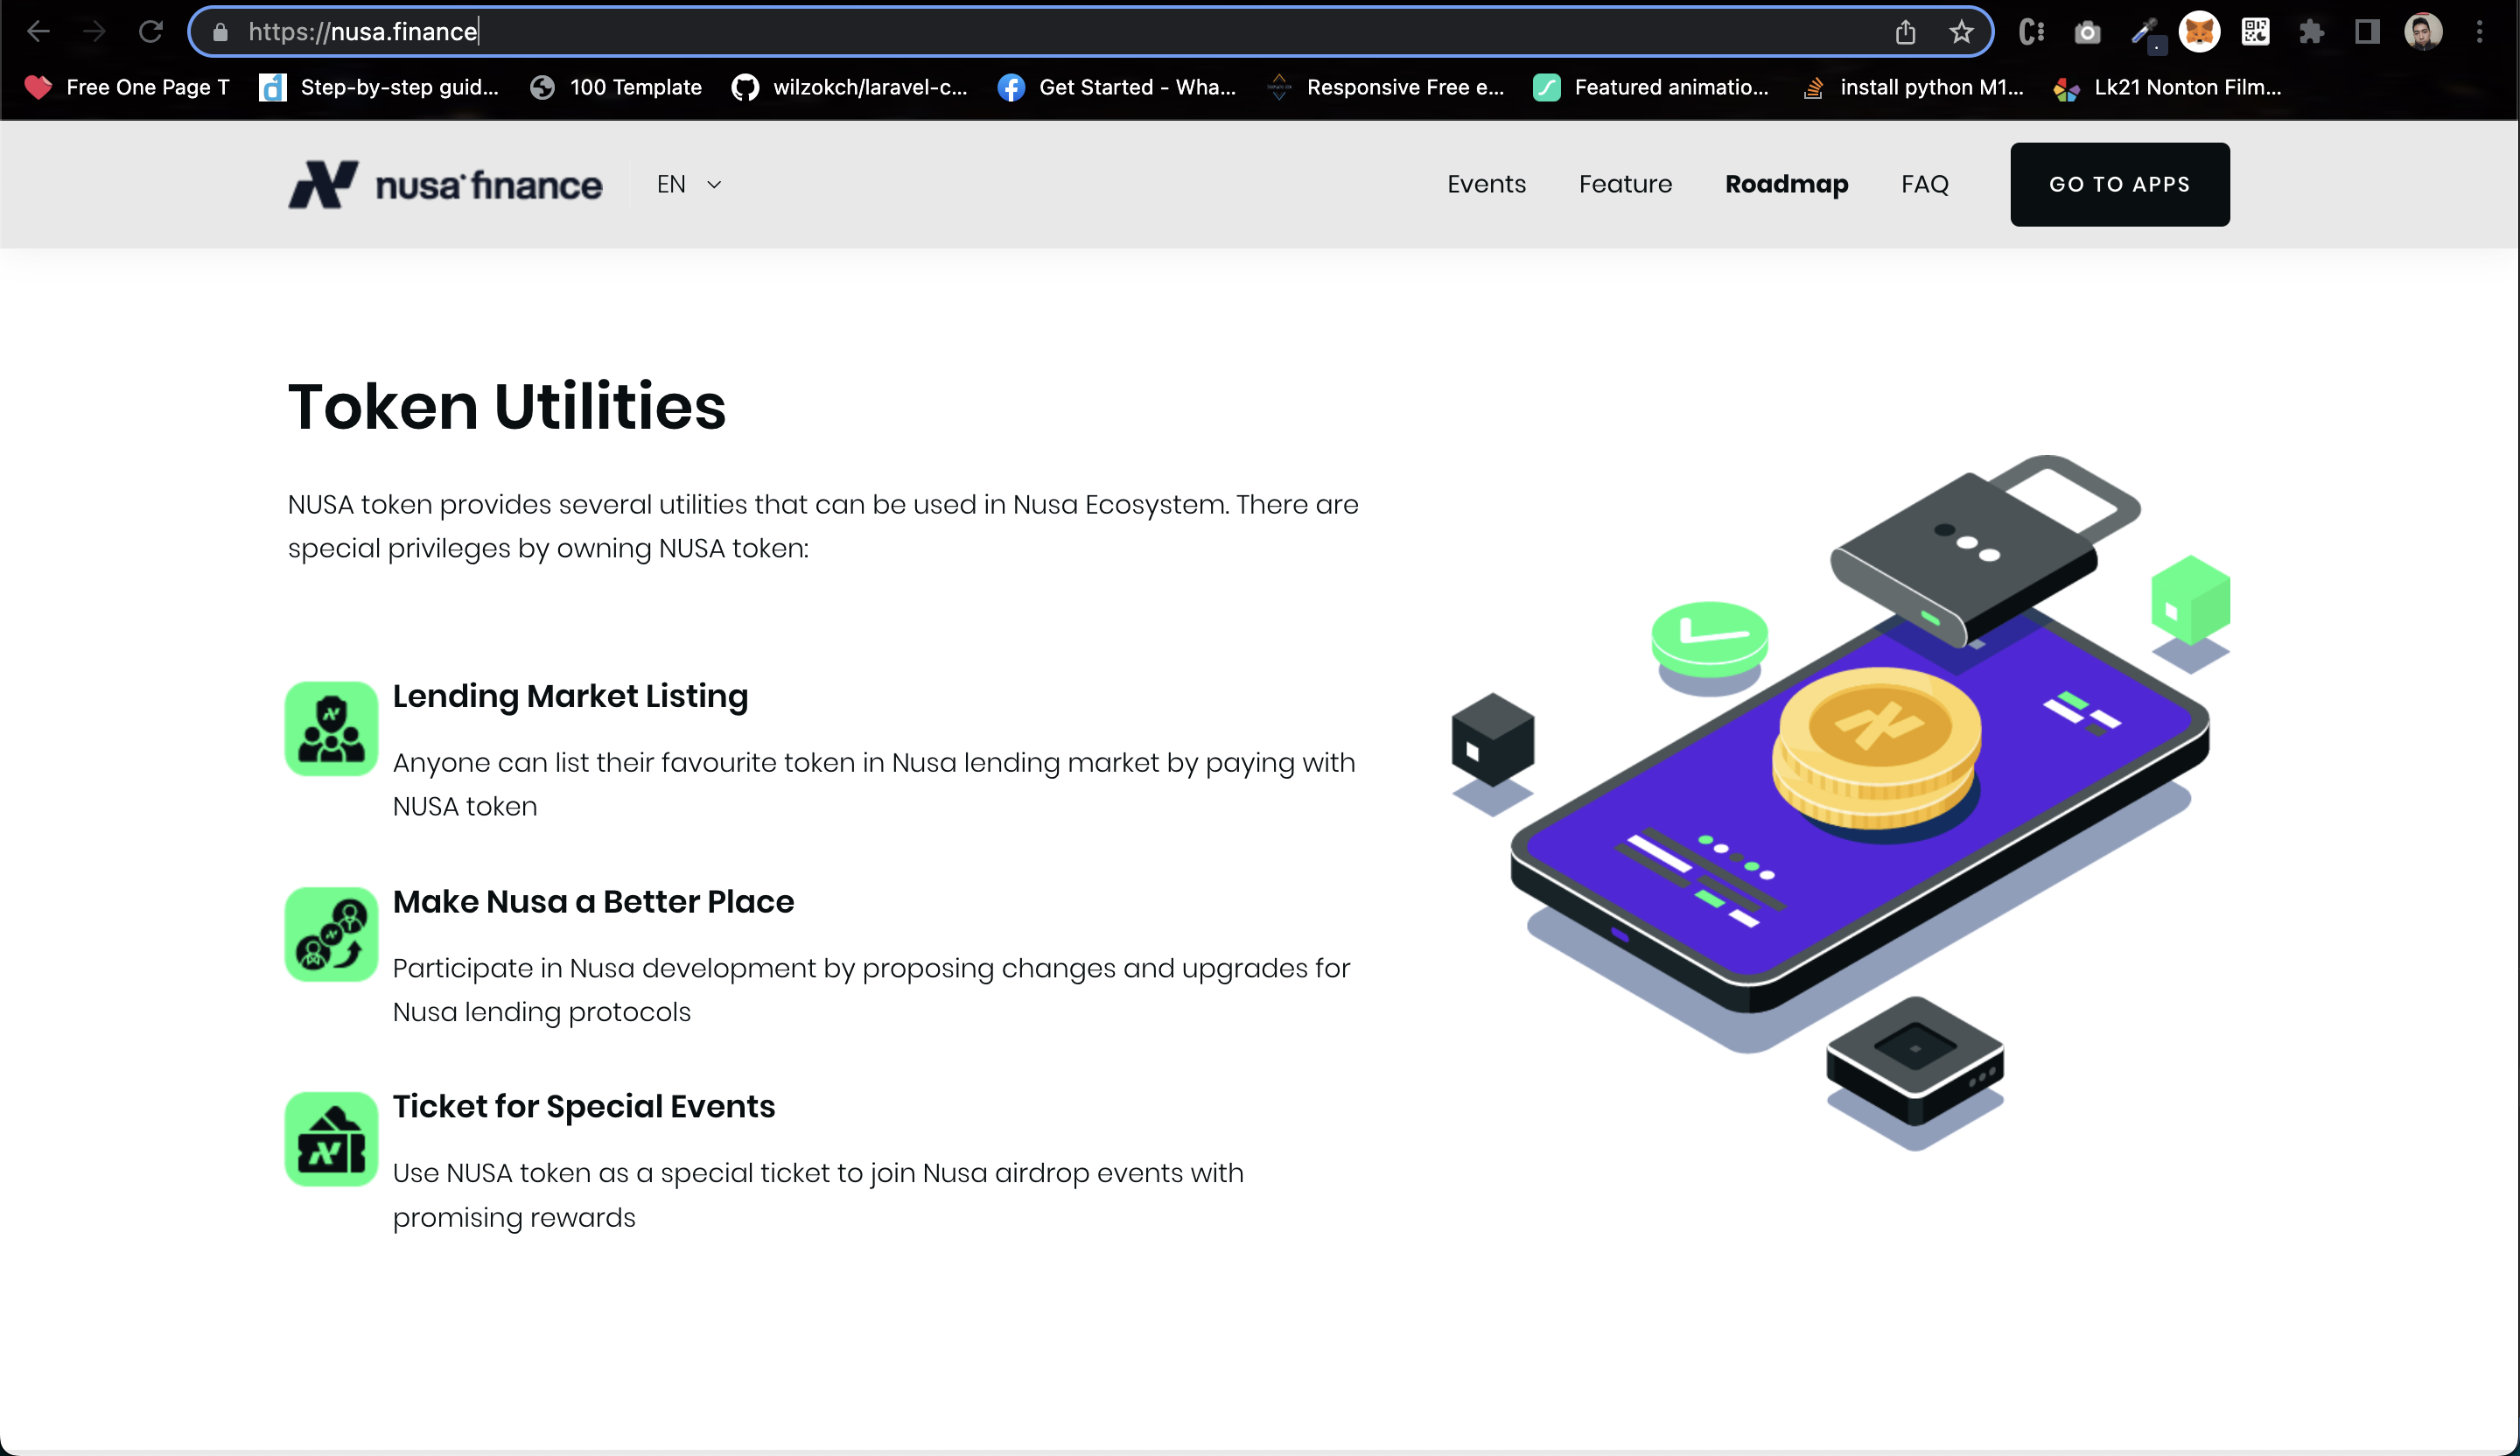 https://nusa.finance
Free One Page T
Step-by-step guid...
100 Template
wilzokch/laravel-c...
Get Started - Wha...
Responsive Free e...
Featured animatio...
install python M1...
Lk21 Nonton Film...
nusa finance
EN
Events
Feature
Roadmap
FAQ
GO TO APPS
Token Utilities
NUSA token provides several utilities that can be used in Nusa Ecosystem. There are
special privileges by owning NUSA token:
Lending Market Listing
Anyone can list their favourite token in Nusa lending market by paying with
NUSA token
Make Nusa a Better Place
Participate in Nusa development by proposing changes and upgrades for
Nusa lending protocols
Ticket for Special Events
Use NUSA token as a special ticket to join Nusa airdrop events with
promising rewards